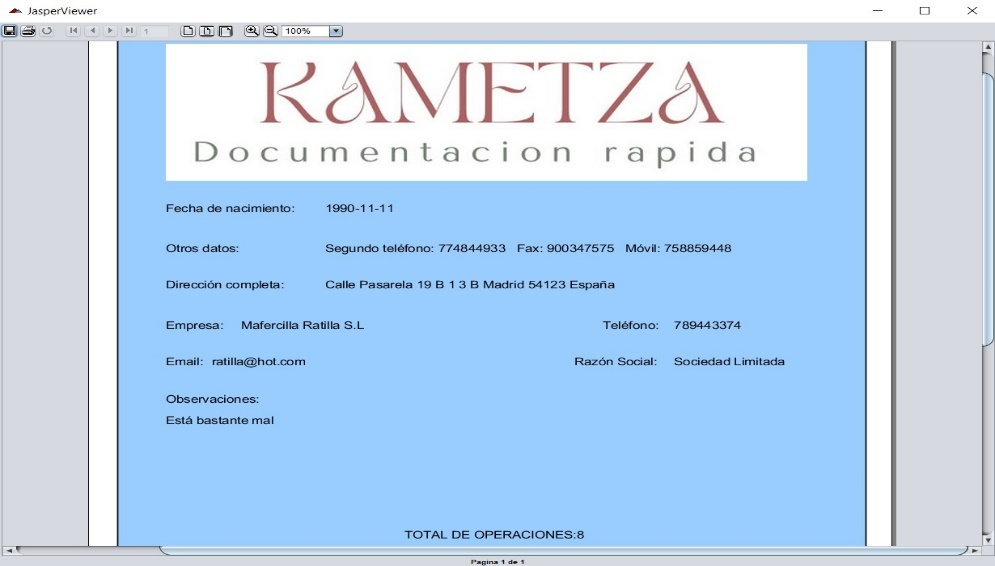 JasperViewer
1
100%
KAMETZA
Documentacion rapida
Fecha de nacimiento: 1990-11-11
Otros datos: Segundo teléfono: 774844933 Fax: 900347575 Móvil: 758859448
Dirección completa: Calle Pasarela 19 B 1 3 B Madrid 54123 España
Empresa: Mafercilla Ratilla S.L Teléfono: 789443374
Email: ratilla@hot.com Razón Social: Sociedad Limitada
Observaciones:
Está bastante mal
TOTAL DE OPERACIONES:8
Pagina 1 de 1